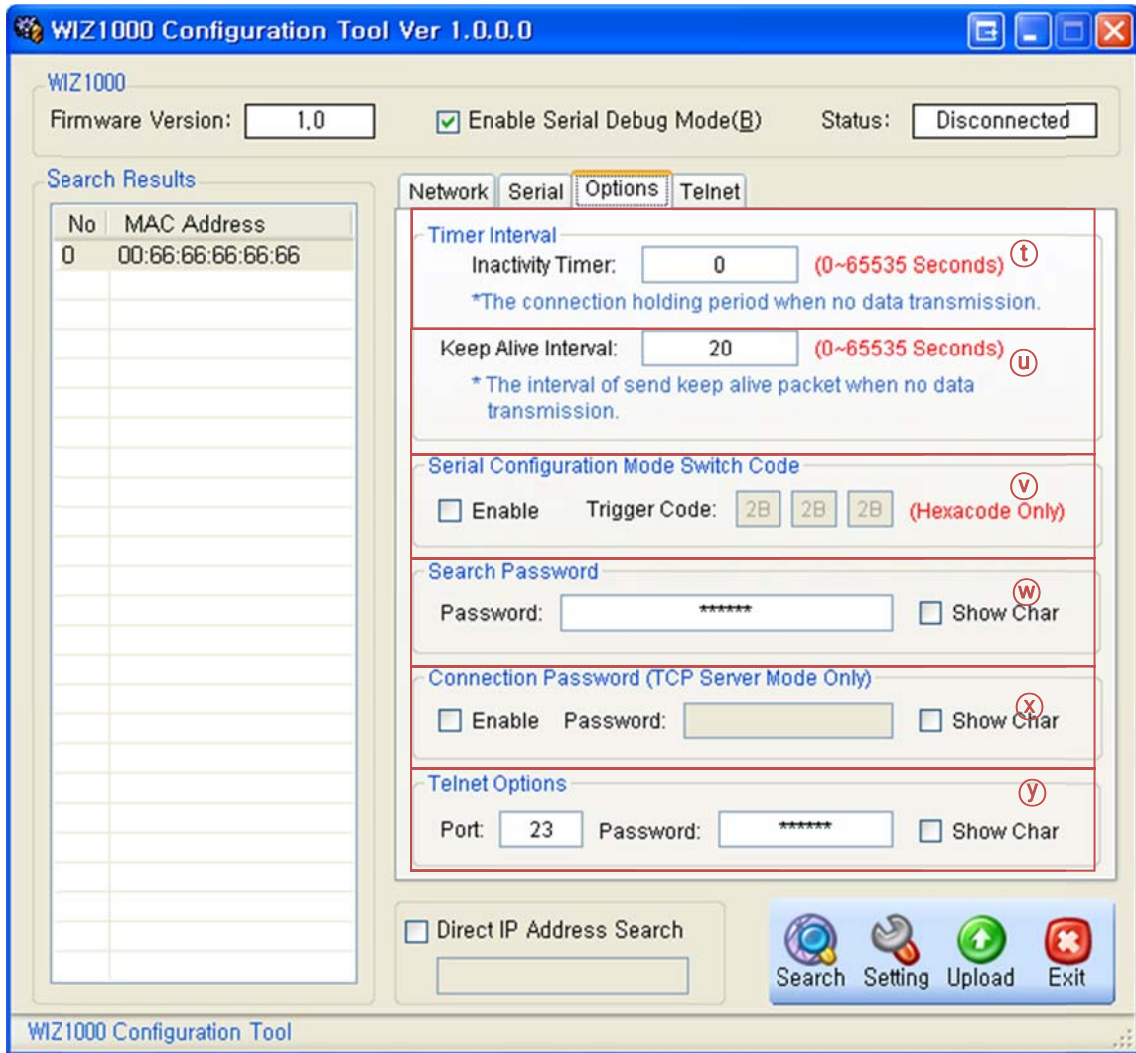 WIZ1000 Configuration Tool Ver 1.0.0.0
WIZ1000
Firmware Version: 1.0 Enable Serial Debug Mode(B) Status: Disconnected
Search Results
No MAC Address
0 00:66:66:66:66:66
Network Serial Options Telnet
Timer Interval
Inactivity Timer: 0 (0~65535 Seconds) ⓣ
*The connection holding period when no data transmission.
Keep Alive Interval: 20 (0~65535 Seconds) ⓤ
* The interval of send keep alive packet when no data
transmission.
Serial Configuration Mode Switch Code
ⓥ
Enable Trigger Code: 2B 2B 2B (Hexacode Only)
Search Password
ⓦ
Password: ****** Show Char
Connection Password (TCP Server Mode Only)
ⓧ
Enable Password: Show Char
Telnet Options
ⓨ
Port: 23 Password: ****** Show Char
Direct IP Address Search
Search Setting Upload Exit
WIZ1000 Configuration Tool